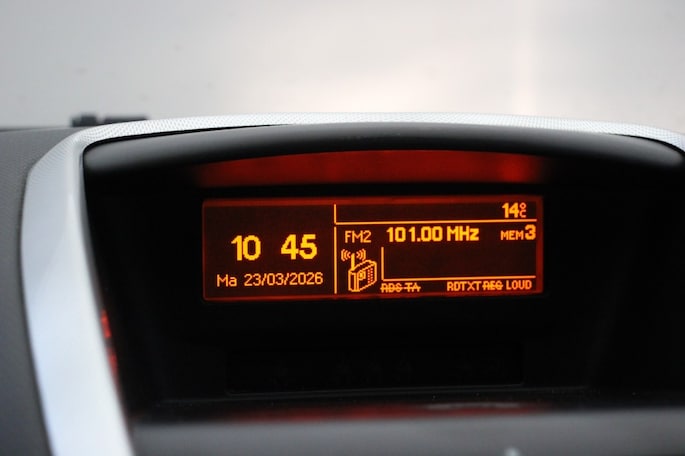 14°C
10 45
FM2 101.00 MHz MEM3
Ma 23/03/2026
RDS TA RDTXT REG LOUD